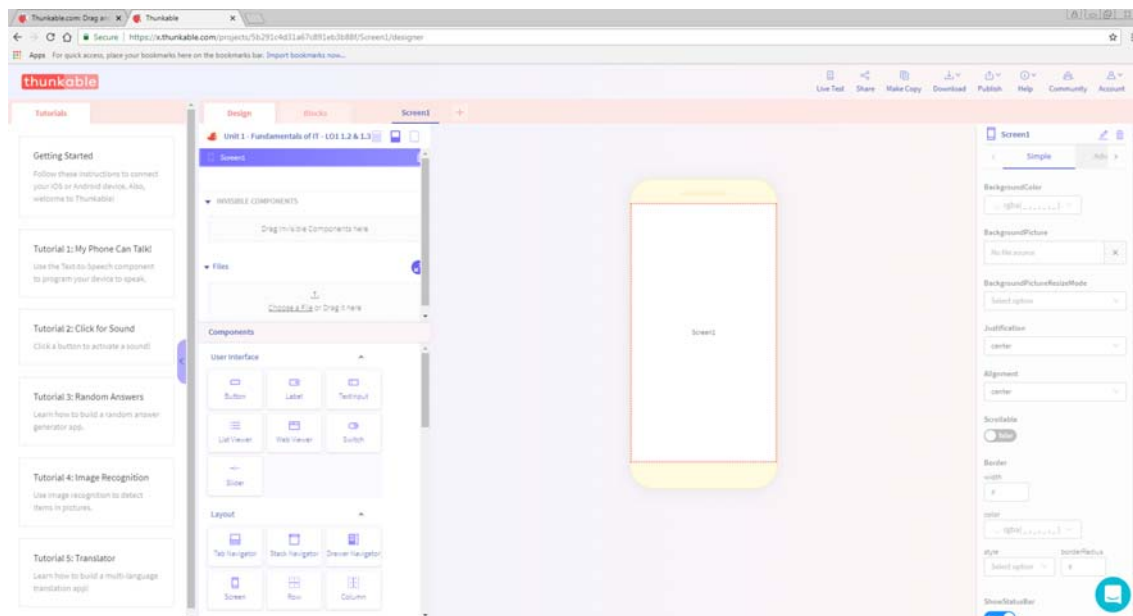 Thunkable.com: Drag an
Thunkable
Secure | https://x.thunkable.com/projects/5b291c4d31a67c891eb3b88f/Screen1/designer
Apps For quick access, place your bookmarks here on the bookmarks bar. Import bookmarks now...
thunkable
Live Test Share Make Copy Download Publish Help Community Account
Tutorials
Design Blocks Screen1 +
Unit 1 - Fundamentals of IT - LO1 1.2 & 1.3
Screen1
INVISIBLE COMPONENTS
Drag Invisible Components here
Files
Choose a File or Drag it here
Components
User Interface
Button Label Text Input
List Viewer Web Viewer Switch
Slider
Layout
Tab Navigator Stack Navigator Drawer Navigator
Screen Row Column
Getting Started
Follow these instructions to connect
your iOS or Android device. Also,
welcome to Thunkable!
Tutorial 1: My Phone Can Talk!
Use the Text-to-Speech component
to program your device to speak.
Tutorial 2: Click for Sound
Click a button to activate a sound!
Tutorial 3: Random Answers
Learn how to build a random answer
generator app.
Tutorial 4: Image Recognition
Use image recognition to detect
items in pictures.
Tutorial 5: Translator
Learn how to build a multi-language
translation app!
Screen1
Screen1
Simple Adv
BackgroundColor
rgba(_,_,_,_)
BackgroundPicture
No file source
BackgroundPictureResizeMode
Select option
Justification
center
Alignment
center
Scrollable
false
Border
width
#
color
rgba(_,_,_,_)
style borderRadius
Select option #
ShowStatusBar